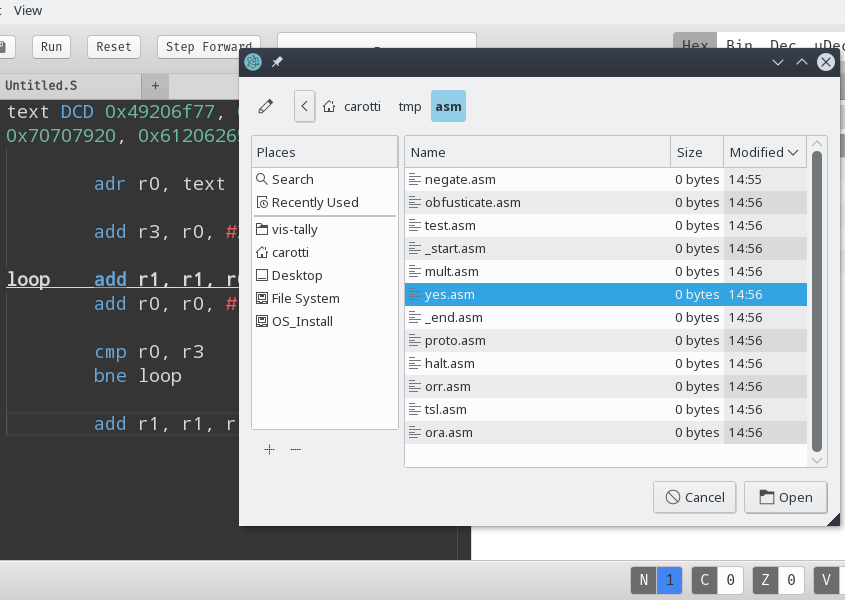 View
Run Reset Step Forward
Hex Bin Dec
Untitled.S +
text DCD 0x49206f77,
0x70707920,
adr r0, text
add r3, r0,
loop add r1, r1,
add r0, r0, #
cmp r0, r3
bne loop
add r1, r1, r
carotti tmp asm
Places
Search
Recently Used
vis-tally
carotti
Desktop
File System
OS_Install
Name Size Modified
negate.asm 0 bytes 14:55
obfusticate.asm 0 bytes 14:56
test.asm 0 bytes 14:56
_start.asm 0 bytes 14:56
mult.asm 0 bytes 14:56
yes.asm 0 bytes 14:56
_end.asm 0 bytes 14:56
proto.asm 0 bytes 14:56
halt.asm 0 bytes 14:56
orr.asm 0 bytes 14:56
tsl.asm 0 bytes 14:56
ora.asm 0 bytes 14:56
Cancel Open
N 1 C 0 Z 0 V